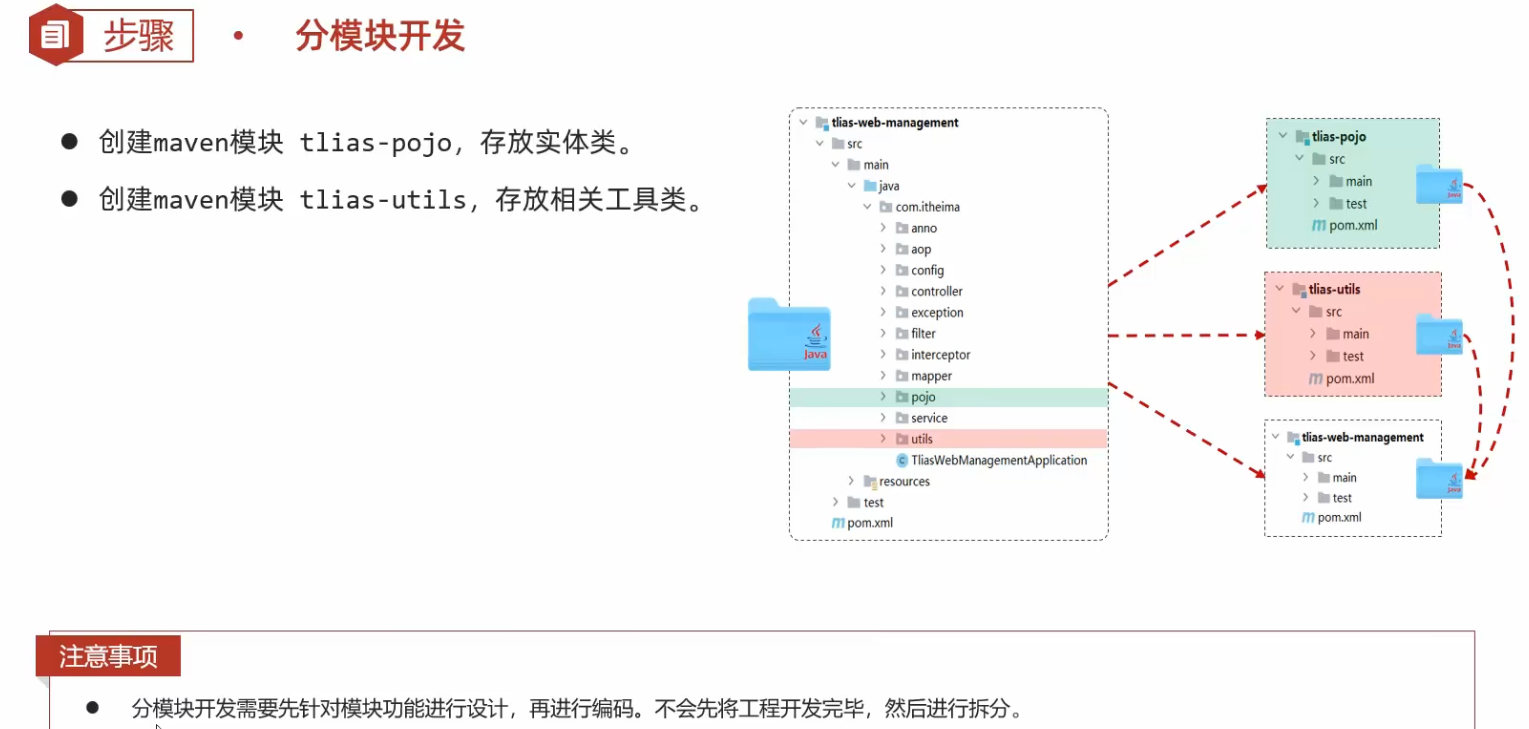 步骤
分模块开发
创建maven模块 tlias-pojo，存放实体类。
创建maven模块 tlias-utils，存放相关工具类。
tlias-web-management
src
main
java
com.itheima
anno
aop
config
controller
exception
filter
interceptor
mapper
pojo
service
utils
TliasWebManagementApplication
resources
test
pom.xml
Java
tlias-pojo
src
main
test
pom.xml
Java
tlias-utils
src
main
test
pom.xml
Java
tlias-web-management
src
main
test
pom.xml
Java
注意事项
分模块开发需要先针对模块功能进行设计，再进行编码。不会先将工程开发完毕，然后进行拆分。